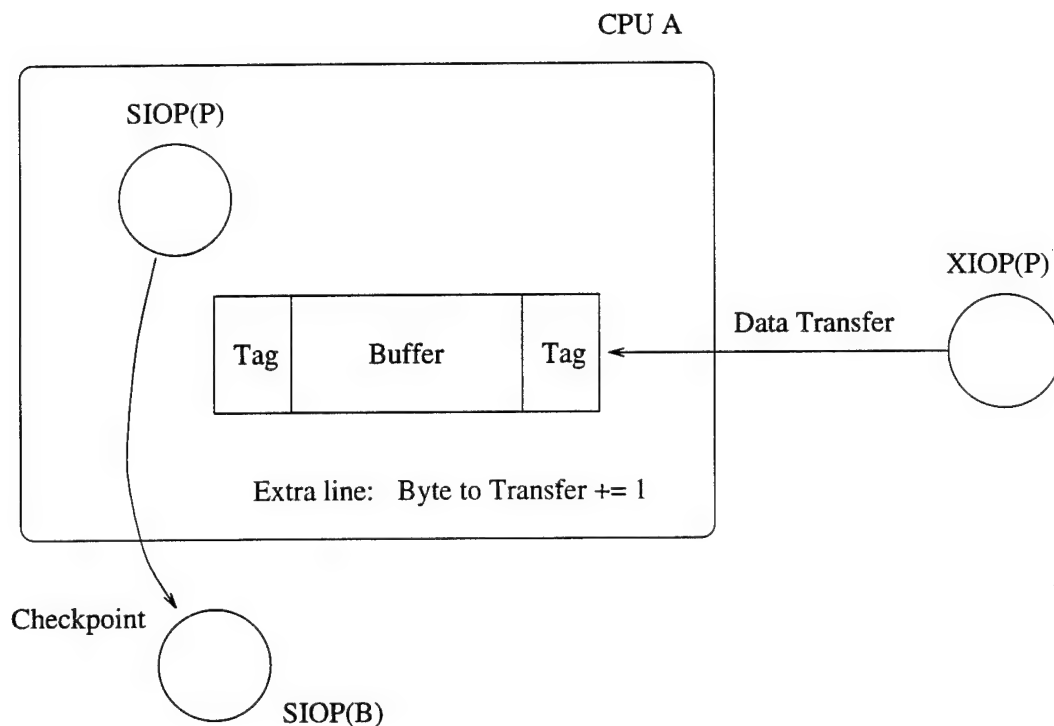 CPU A
SIOP(P)
XIOP(P)
Data Transfer
Tag Buffer Tag
Extra line: Byte to Transfer += 1
Checkpoint
SIOP(B)